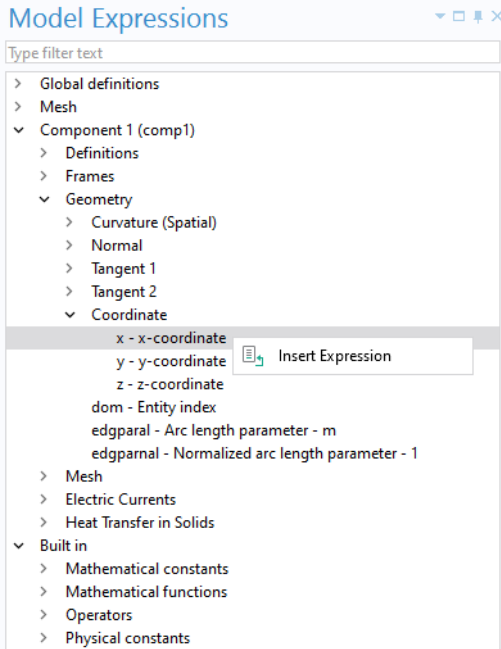 Model Expressions
Type filter text
Global definitions
Mesh
Component 1 (comp1)
Definitions
Frames
Geometry
Curvature (Spatial)
Normal
Tangent 1
Tangent 2
Coordinate
x - x-coordinate
Insert Expression
y - y-coordinate
z - z-coordinate
dom - Entity index
edgparal - Arc length parameter - m
edgparnal - Normalized arc length parameter - 1
Mesh
Electric Currents
Heat Transfer in Solids
Built in
Mathematical constants
Mathematical functions
Operators
Physical constants